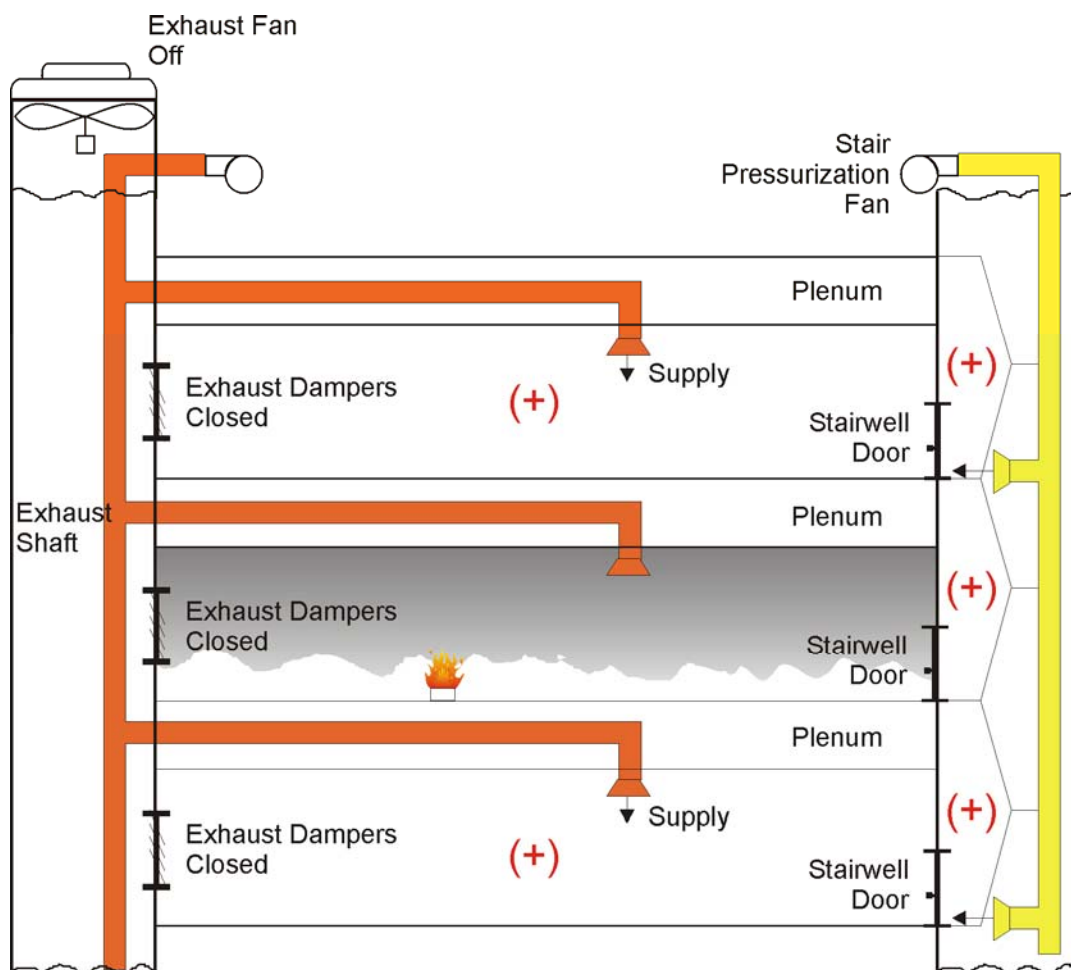 Exhaust Fan
Off
Stair
Pressurization
Fan
Plenum
Supply
(+)
(+)
Exhaust Dampers
Closed
Stairwell
Door
Exhaust
Shaft
Plenum
Exhaust Dampers
Closed
(+)
Stairwell
Door
Plenum
Supply
(+)
(+)
Exhaust Dampers
Closed
Stairwell
Door